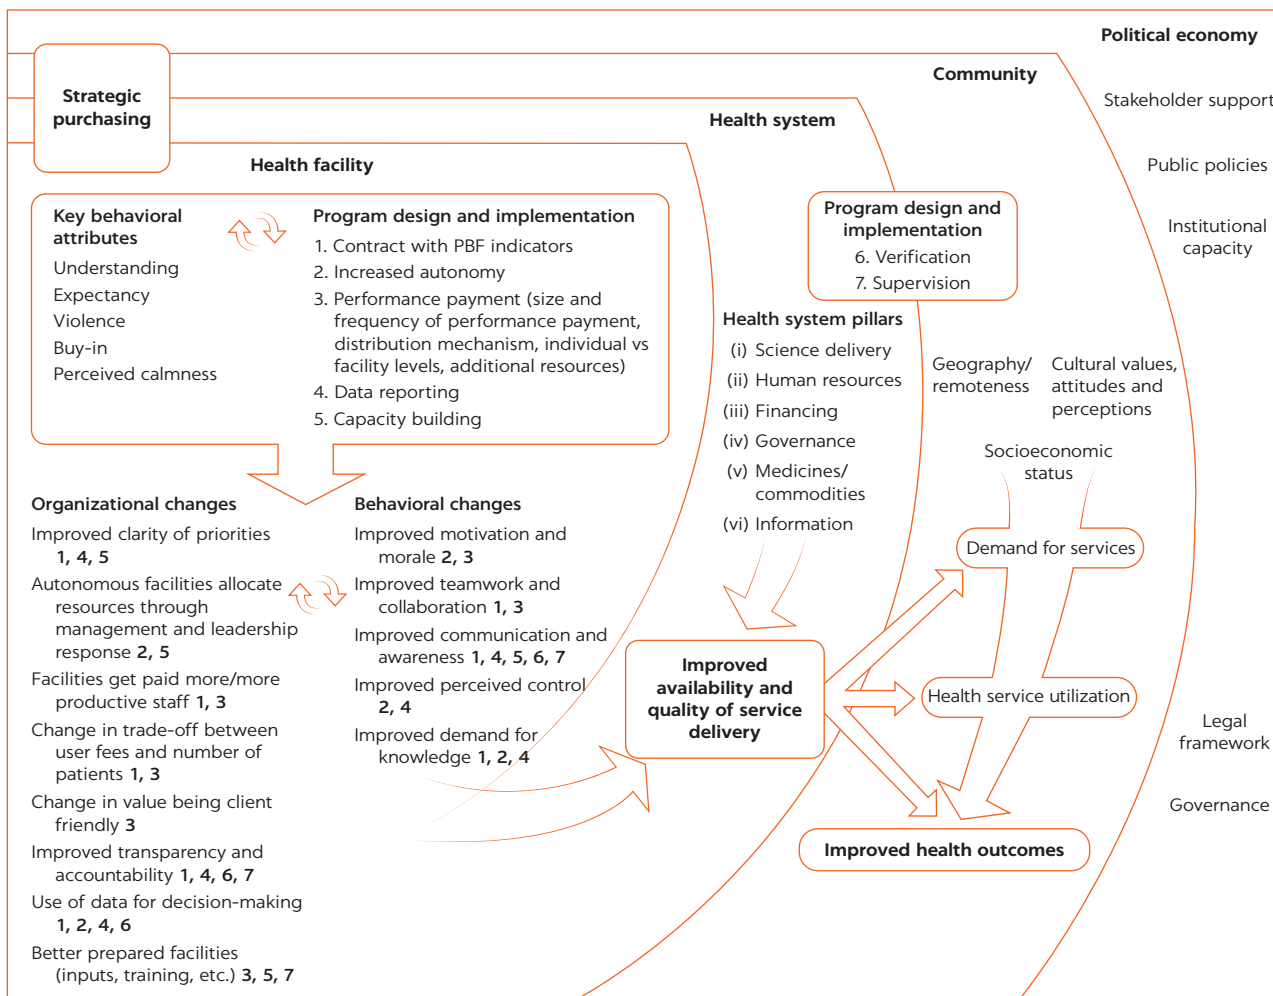 Political economy
Community
Strategic
purchasing
Stakeholder support
Health system
Health facility
Public policies
Key behavioral
attributes
Understanding
Expectancy
Violence
Buy-in
Perceived calmness
Program design and implementation
1. Contract with PBF indicators
2. Increased autonomy
3. Performance payment (size and
frequency of performance payment,
distribution mechanism, individual vs
facility levels, additional resources)
4. Data reporting
5. Capacity building
Program design and
implementation
6. Verification
7. Supervision
Institutional
capacity
Health system pillars
(i) Science delivery
(ii) Human resources
(iii) Financing
(iv) Governance
(v) Medicines/
commodities
(vi) Information
Geography/
remoteness
Cultural values,
attitudes and
perceptions
Socioeconomic
status
Organizational changes
Improved clarity of priorities
1, 4, 5
Autonomous facilities allocate
resources through
management and leadership
response 2, 5
Facilities get paid more/more
productive staff 1, 3
Change in trade-off between
user fees and number of
patients 1, 3
Change in value being client
friendly 3
Improved transparency and
accountability 1, 4, 6, 7
Use of data for decision-making
1, 2, 4, 6
Better prepared facilities
(inputs, training, etc.) 3, 5, 7
Behavioral changes
Improved motivation and
morale 2, 3
Improved teamwork and
collaboration 1, 3
Improved communication and
awareness 1, 4, 5, 6, 7
Improved perceived control
2, 4
Improved demand for
knowledge 1, 2, 4
Improved
availability and
quality of service
delivery
Demand for services
Health service utilization
Improved health outcomes
Legal
framework
Governance